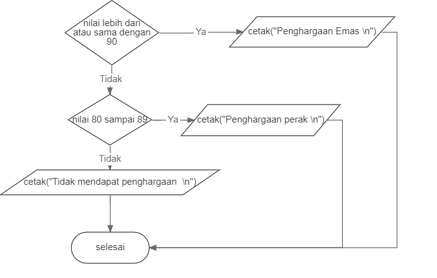 nilai lebih dari
atau sama dengan
90
Ya
cetak("Penghargaan Emas \n")
Tidak
nilai 80 sampai 89
Ya
cetak("Penghargaan perak \n")
Tidak
cetak("Tidak mendapat penghargaan \n")
selesai